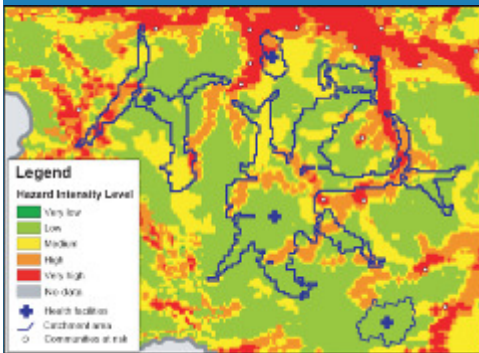 Legend
Hazard Intensity Level
Very low
Low
Medium
High
Very high
No data
Health facilities
Catchment area
Communities at risk